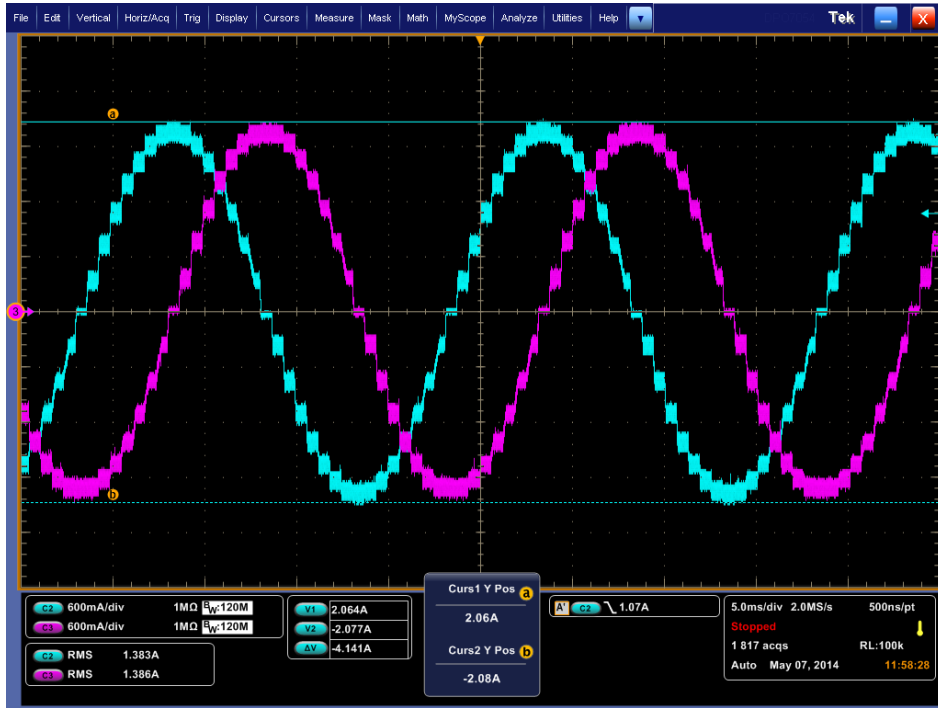 File Edit Vertical Horiz/Acq Trig Display Cursors Measure Mask Math MyScope Analyze Utilities Help Tek X
a
3
b
C2 600mA/div 1MΩ BW:120M
C3 600mA/div 1MΩ BW:120M
C2 RMS 1.383A
C3 RMS 1.386A
V1 2.064A
V2 -2.077A
ΔV -4.141A
Curs1 Y Pos a
2.06A
Curs2 Y Pos b
-2.08A
A' C2 1.07A
5.0ms/div 2.0MS/s 500ns/pt
Stopped
1 817 acqs RL:100k
Auto May 07, 2014 11:58:28